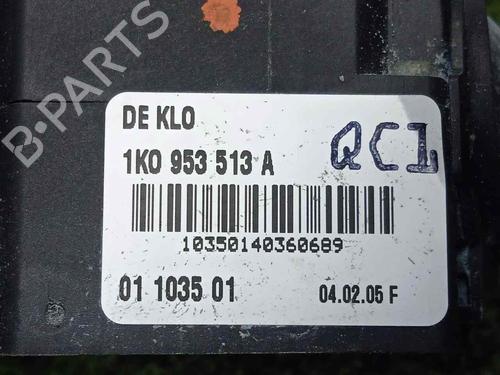 B-PARTS
DE KLO
1K0 953 513 A
QC1
10350140360689
01 1035 01
04.02.05 F